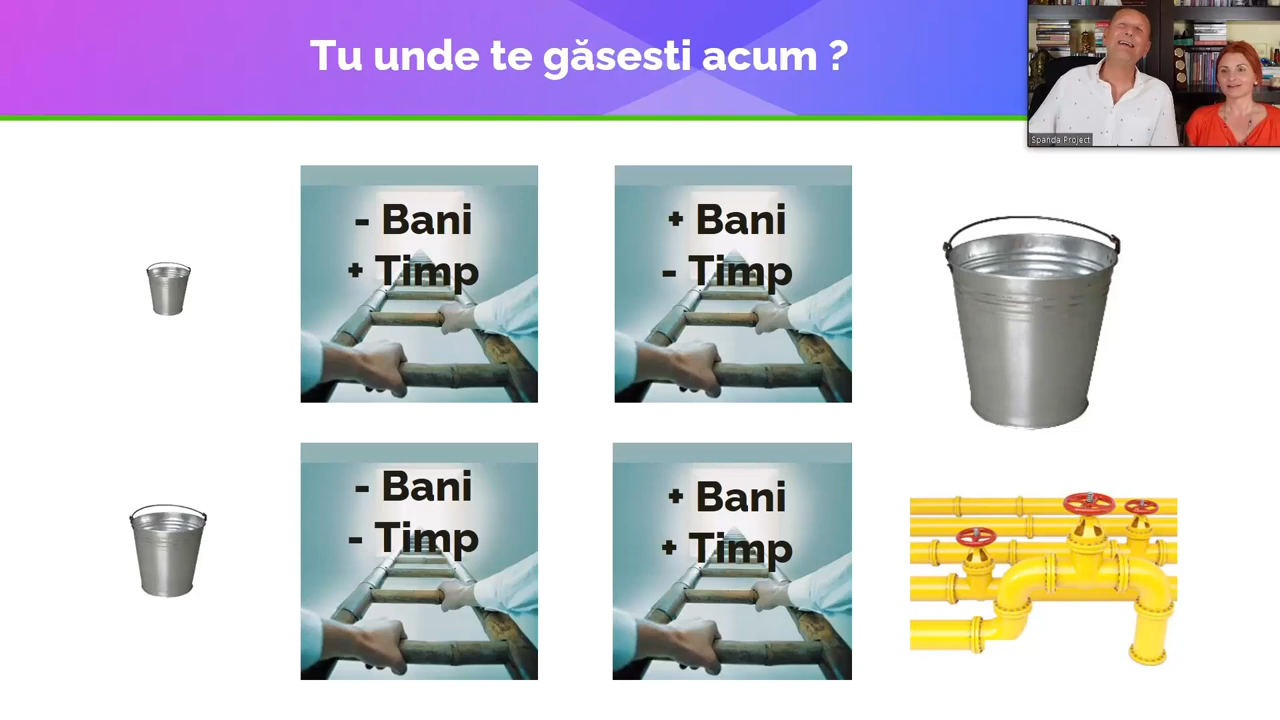 Tu unde te găsesti acum ?
Spanda Project
- Bani
+ Timp
+ Bani
- Timp
- Bani
- Timp
+ Bani
+ Timp